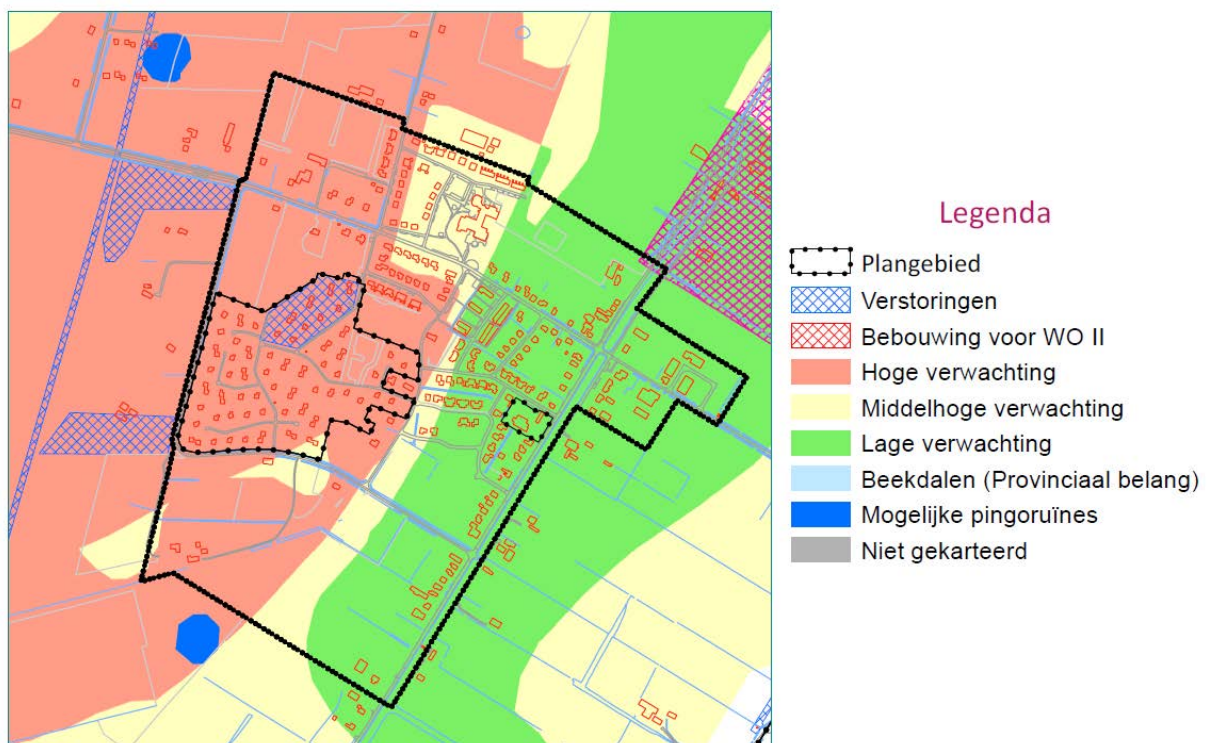 Legenda
Plangebied
Verstoringen
Bebouwing voor WO II
Hoge verwachting
Middelhoge verwachting
Lage verwachting
Beekdalen (Provinciaal belang)
Mogelijke pingoruïnes
Niet gekarteerd